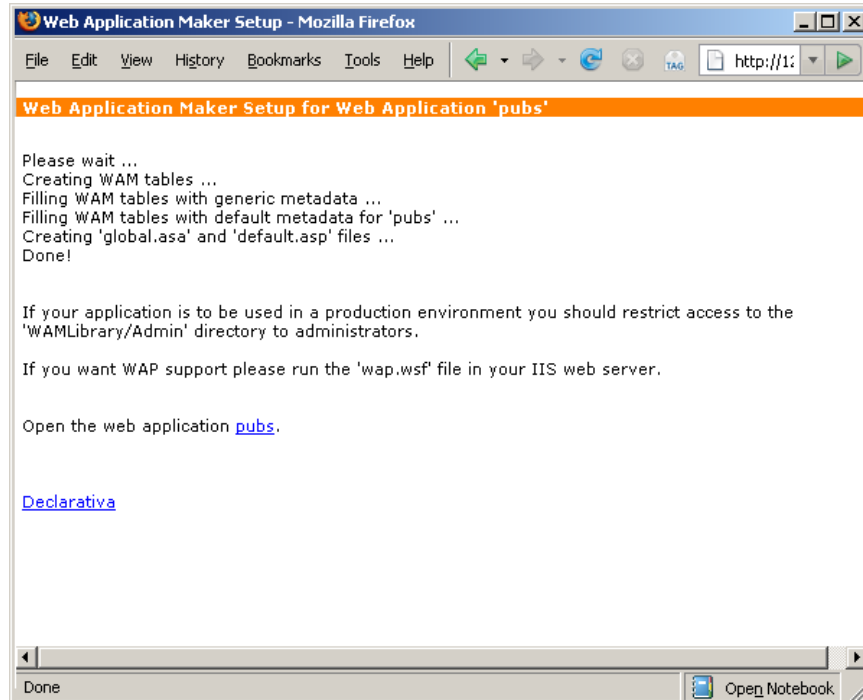 Web Application Maker Setup - Mozilla Firefox
File Edit View History Bookmarks Tools Help TAG http://12
Web Application Maker Setup for Web Application 'pubs'
Please wait ...
Creating WAM tables ...
Filling WAM tables with generic metadata ...
Filling WAM tables with default metadata for 'pubs' ...
Creating 'global.asa' and 'default.asp' files ...
Done!
If your application is to be used in a production environment you should restrict access to the
'WAMLibrary/Admin' directory to administrators.
If you want WAP support please run the 'wap.wsf' file in your IIS web server.
Open the web application pubs.
Declarativa
Done Open Notebook